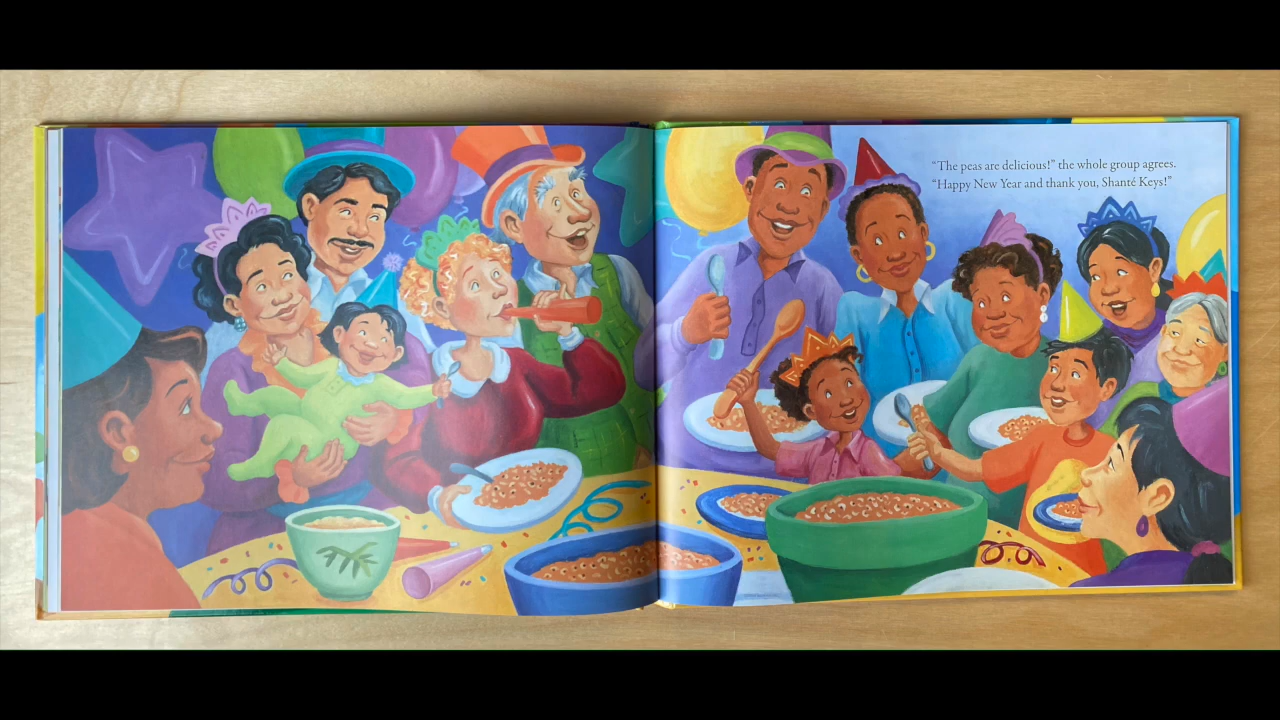 “The peas are delicious!” the whole group agrees.
“Happy New Year and thank you, Shanté Keys!”